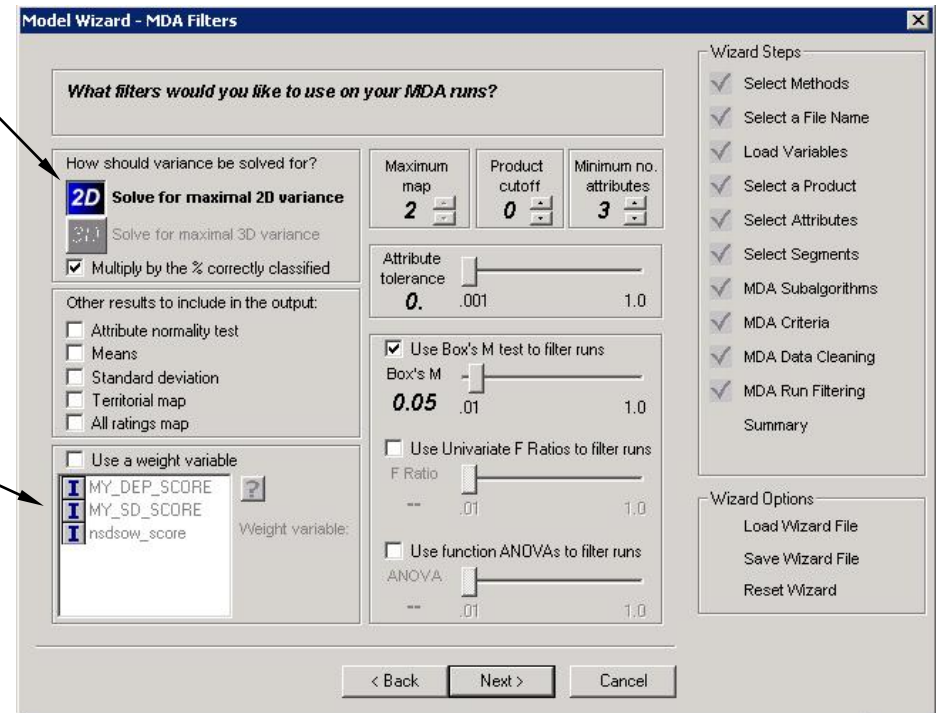 Model Wizard - MDA Filters
What filters would you like to use on your MDA runs?
How should variance be solved for?
2D Solve for maximal 2D variance
3D Solve for maximal 3D variance
Multiply by the % correctly classified
Other results to include in the output:
Attribute normality test
Means
Standard deviation
Territorial map
All ratings map
Use a weight variable
I MY_DEP_SCORE
I MY_SD_SCORE
I nsdsow_score
?
Weight variable:
Maximum map
2
Product cutoff
0
Minimum no. attributes
3
Attribute tolerance
0. .001 1.0
Use Box's M test to filter runs
Box's M
0.05 .01 1.0
Use Univariate F Ratios to filter runs
F Ratio
-- .01 1.0
Use function ANOVAs to filter runs
ANOVA
-- .01 1.0
< Back
Next >
Cancel
Wizard Steps
Select Methods
Select a File Name
Load Variables
Select a Product
Select Attributes
Select Segments
MDA Subalgorithms
MDA Criteria
MDA Data Cleaning
MDA Run Filtering
Summary
Wizard Options
Load Wizard File
Save Wizard File
Reset Wizard